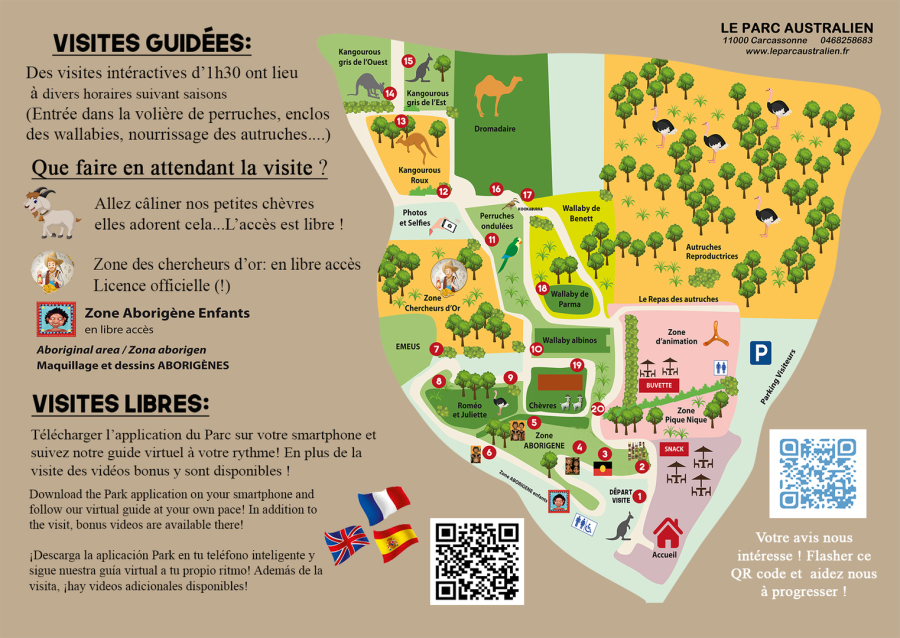 VISITES GUIDÉES:
Des visites intéractives d'1h30 ont lieu
à divers horaires suivant saisons
(Entrée dans la volière de perruches, enclos
des wallabies, nourrissage des autruches....)
Que faire en attendant la visite ?
Allez câliner nos petites chèvres
elles adorent cela...L'accès est libre !
Zone des chercheurs d'or: en libre accès
Licence officielle (!)
Zone Aborigène Enfants
en libre accès
Aboriginal area / Zona aborigen
Maquillage et dessins ABORIGÈNES
VISITES LIBRES:
Télécharger l'application du Parc sur votre smartphone et
suivez notre guide virtuel à votre rythme! En plus de la
visite des vidéos bonus y sont disponibles !
Download the Park application on your smartphone and
follow our virtual guide at your own pace! In addition to
the visit, bonus videos are available there!
¡Descarga la aplicación Park en tu teléfono inteligente y
sigue nuestra guía virtual a tu propio ritmo! Además de la
visita, ¡hay videos adicionales disponibles!
LE PARC AUSTRALIEN
11000 Carcassonne 0468258683
www.leparcaustralien.fr
Kangourous
gris de l'Ouest
15
14
Kangourous
gris de l'Est
Dromadaire
13
Kangourous
Roux
12
16
17
KOOKABURRA
Photos
et Selfies
Perruches
ondulées
11
Wallaby de
Benett
Autruches
Reproductrices
Zone
Chercheurs d'Or
18
Wallaby de
Parma
Le Repas des autruches
EMEUS
7
10
Wallaby albinos
Zone
d'animation
P
Parking Visiteurs
8
9
19
BUVETTE
Roméo
et Juliette
Chèvres
20
Zone
Pique Nique
5
Zone
ABORIGENE
6
4
3
2
SNACK
Zone ABORIGENE enfants
DÉPART
VISITE
1
Accueil
Votre avis nous
intéresse ! Flasher ce
QR code et aidez nous
à progresser !